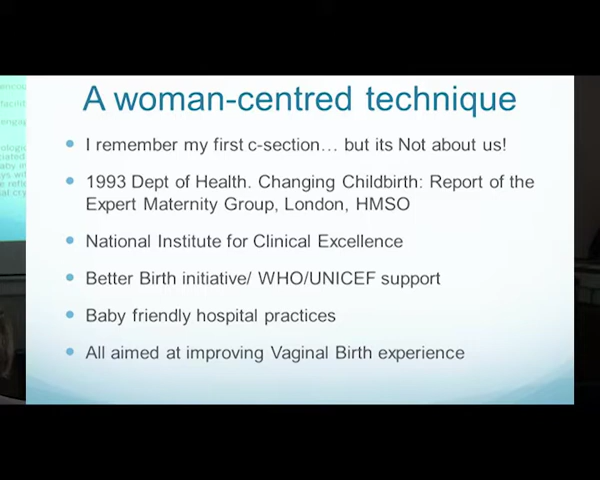 A woman-centred technique
I remember my first c-section… but its Not about us!
1993 Dept of Health. Changing Childbirth: Report of the
Expert Maternity Group, London, HMSO
National Institute for Clinical Excellence
Better Birth initiative/ WHO/UNICEF support
Baby friendly hospital practices
All aimed at improving Vaginal Birth experience